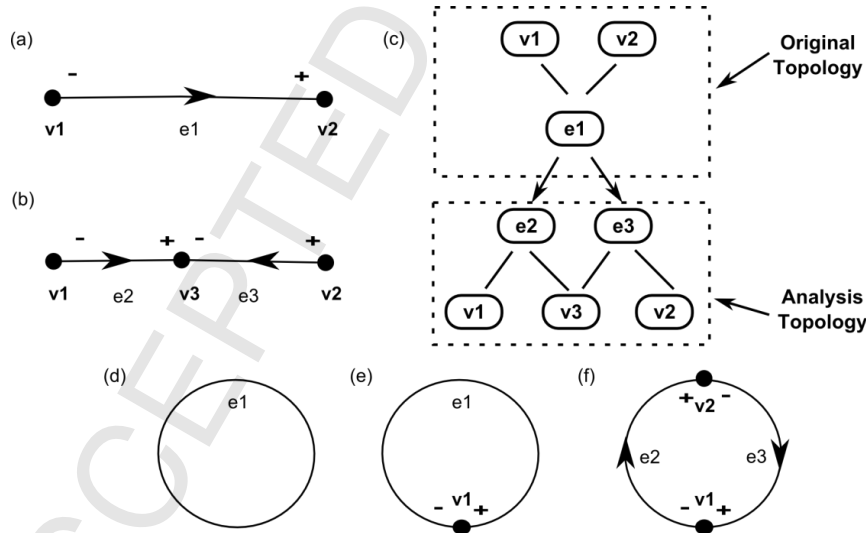 (a)
- +
v1 e1 v2
(b)
- + - +
v1 e2 v3 e3 v2
(c)
v1 v2
e1
e2 e3
v1 v3 v2
Original
Topology
Analysis
Topology
(d)
e1
(e)
e1
v1
- +
(f)
+ v2 -
e2 e3
v1
- +
CCEPTED